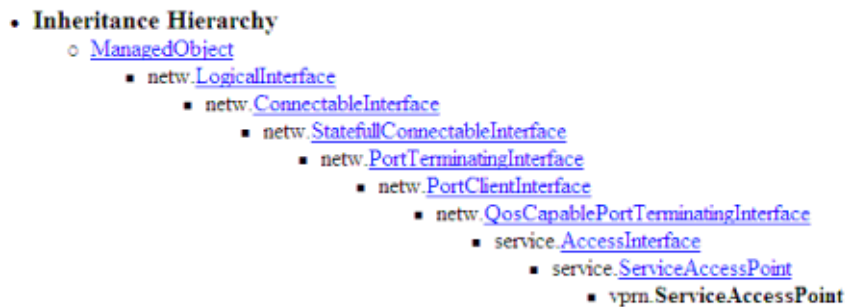 Inheritance Hierarchy
ManagedObject
netw.LogicalInterface
netw.ConnectableInterface
netw.StatefullConnectableInterface
netw.PortTerminatingInterface
netw.PortClientInterface
netw.QosCapablePortTerminatingInterface
service.AccessInterface
service.ServiceAccessPoint
vprn.ServiceAccessPoint